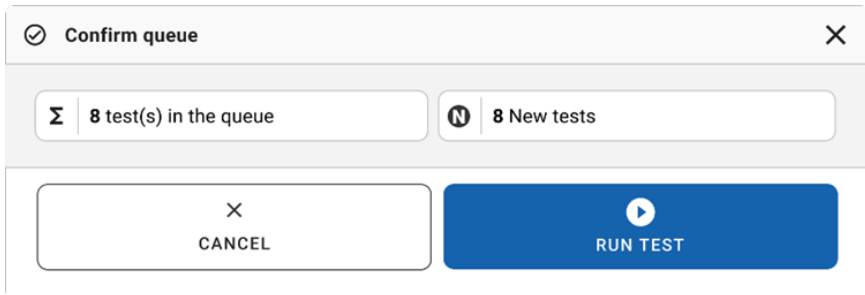 Confirm queue
Σ 8 test(s) in the queue
N 8 New tests
CANCEL
RUN TEST